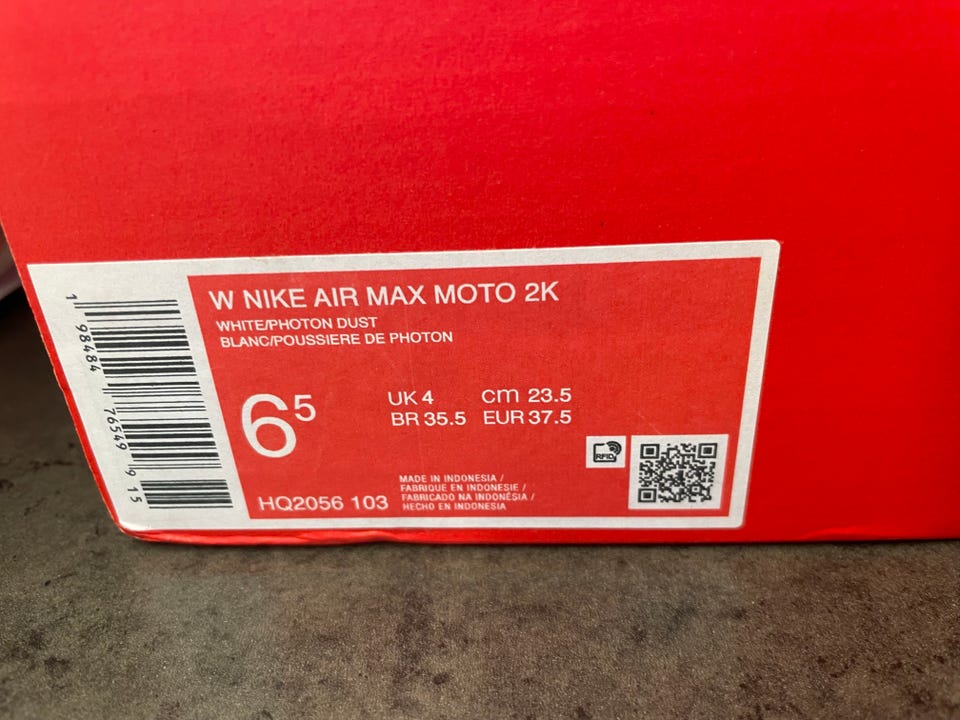 W NIKE AIR MAX MOTO 2K
WHITE/PHOTON DUST
BLANC/POUSSIERE DE PHOTON
65
UK 4 cm 23.5
BR 35.5 EUR 37.5
HQ2056 103
MADE IN INDONESIA /
FABRIQUE EN INDONESIE /
FABRICADO NA INDONÉSIA /
HECHO EN INDONESIA
RFID
1 98484 76549 9 15